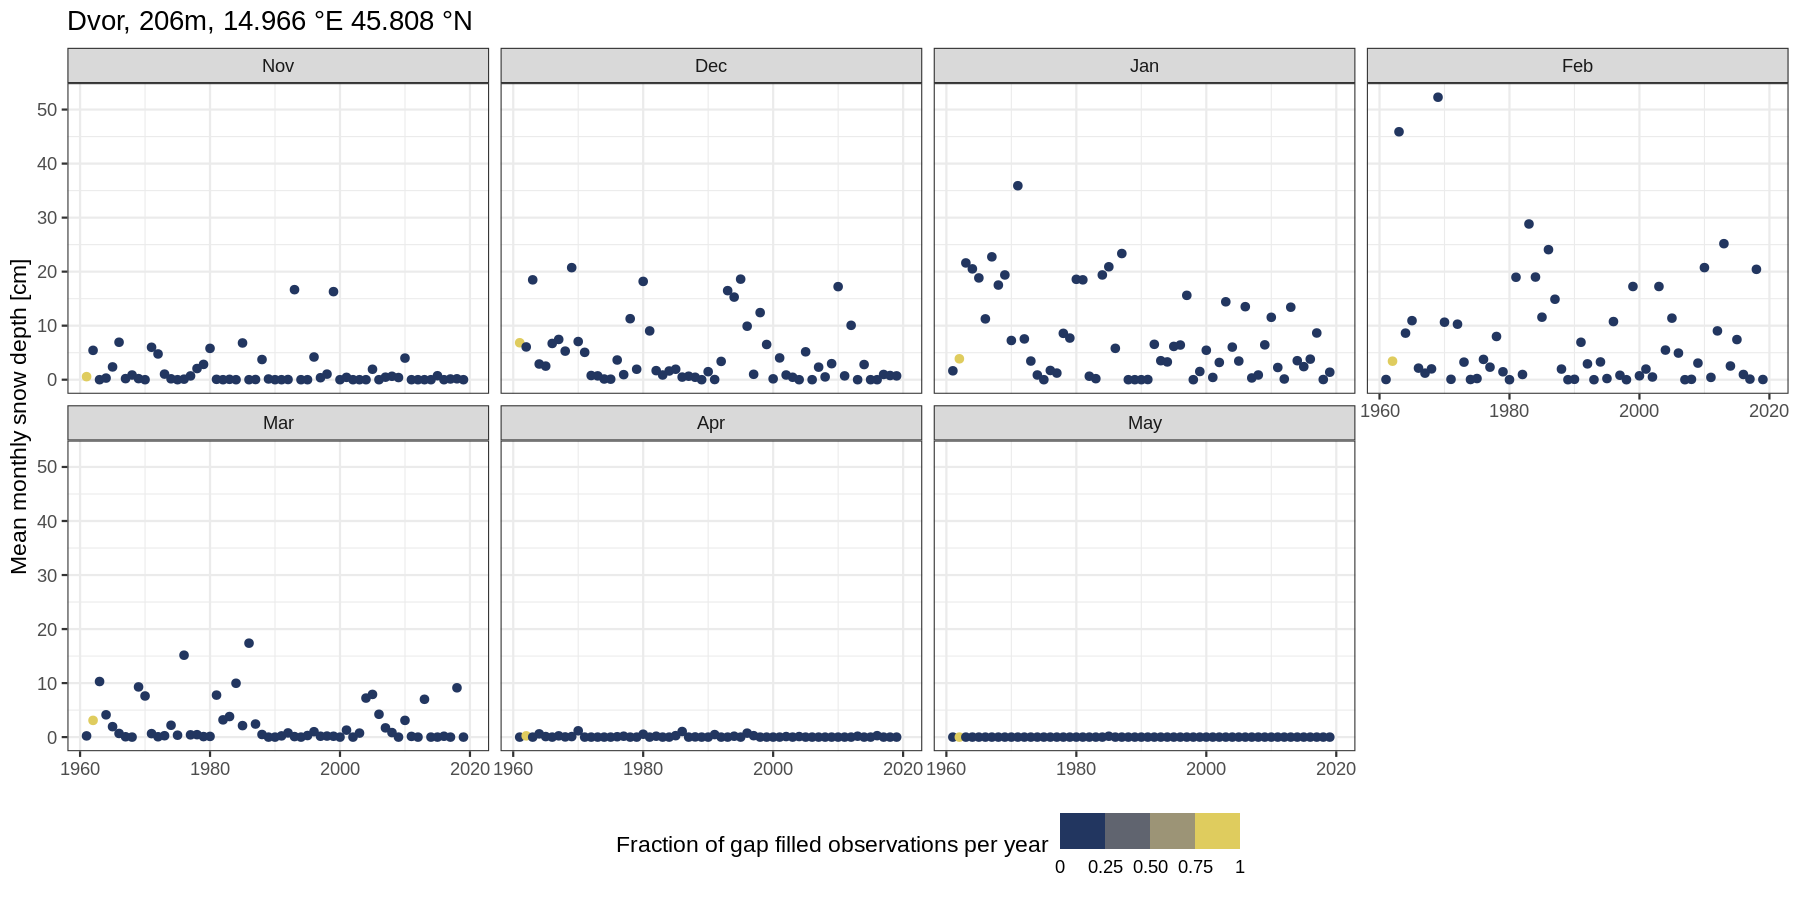 Dvor, 206m, 14.966 °E 45.808 °N
Nov Dec Jan Feb
50
40
30
20
10
0
1960 1980 2000 2020
Mean monthly snow depth [cm]
Mar Apr May
50
40
30
20
10
0
1960 1980 2000 2020 1960 1980 2000 2020 1960 1980 2000 2020
Fraction of gap filled observations per year
0 0.25 0.50 0.75 1